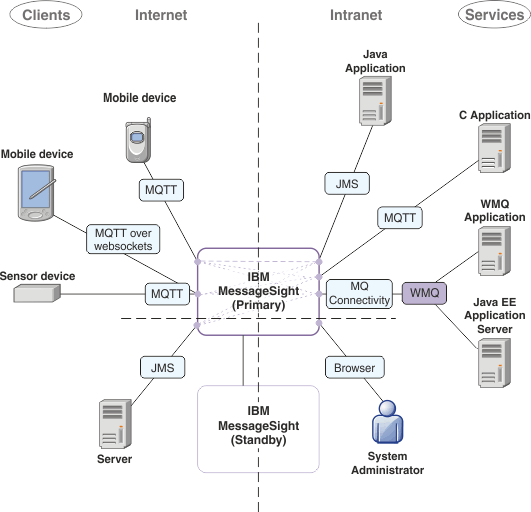 Clients
Internet
Intranet
Services
Java
Application
Mobile device
C Application
Mobile device
MQTT
JMS
MQTT
WMQ
Application
MQTT over
websockets
Sensor device
MQTT
IBM
MessageSight
(Primary)
MQ
Connectivity
WMQ
Java EE
Application
Server
JMS
Browser
IBM
MessageSight
(Standby)
Server
System
Administrator